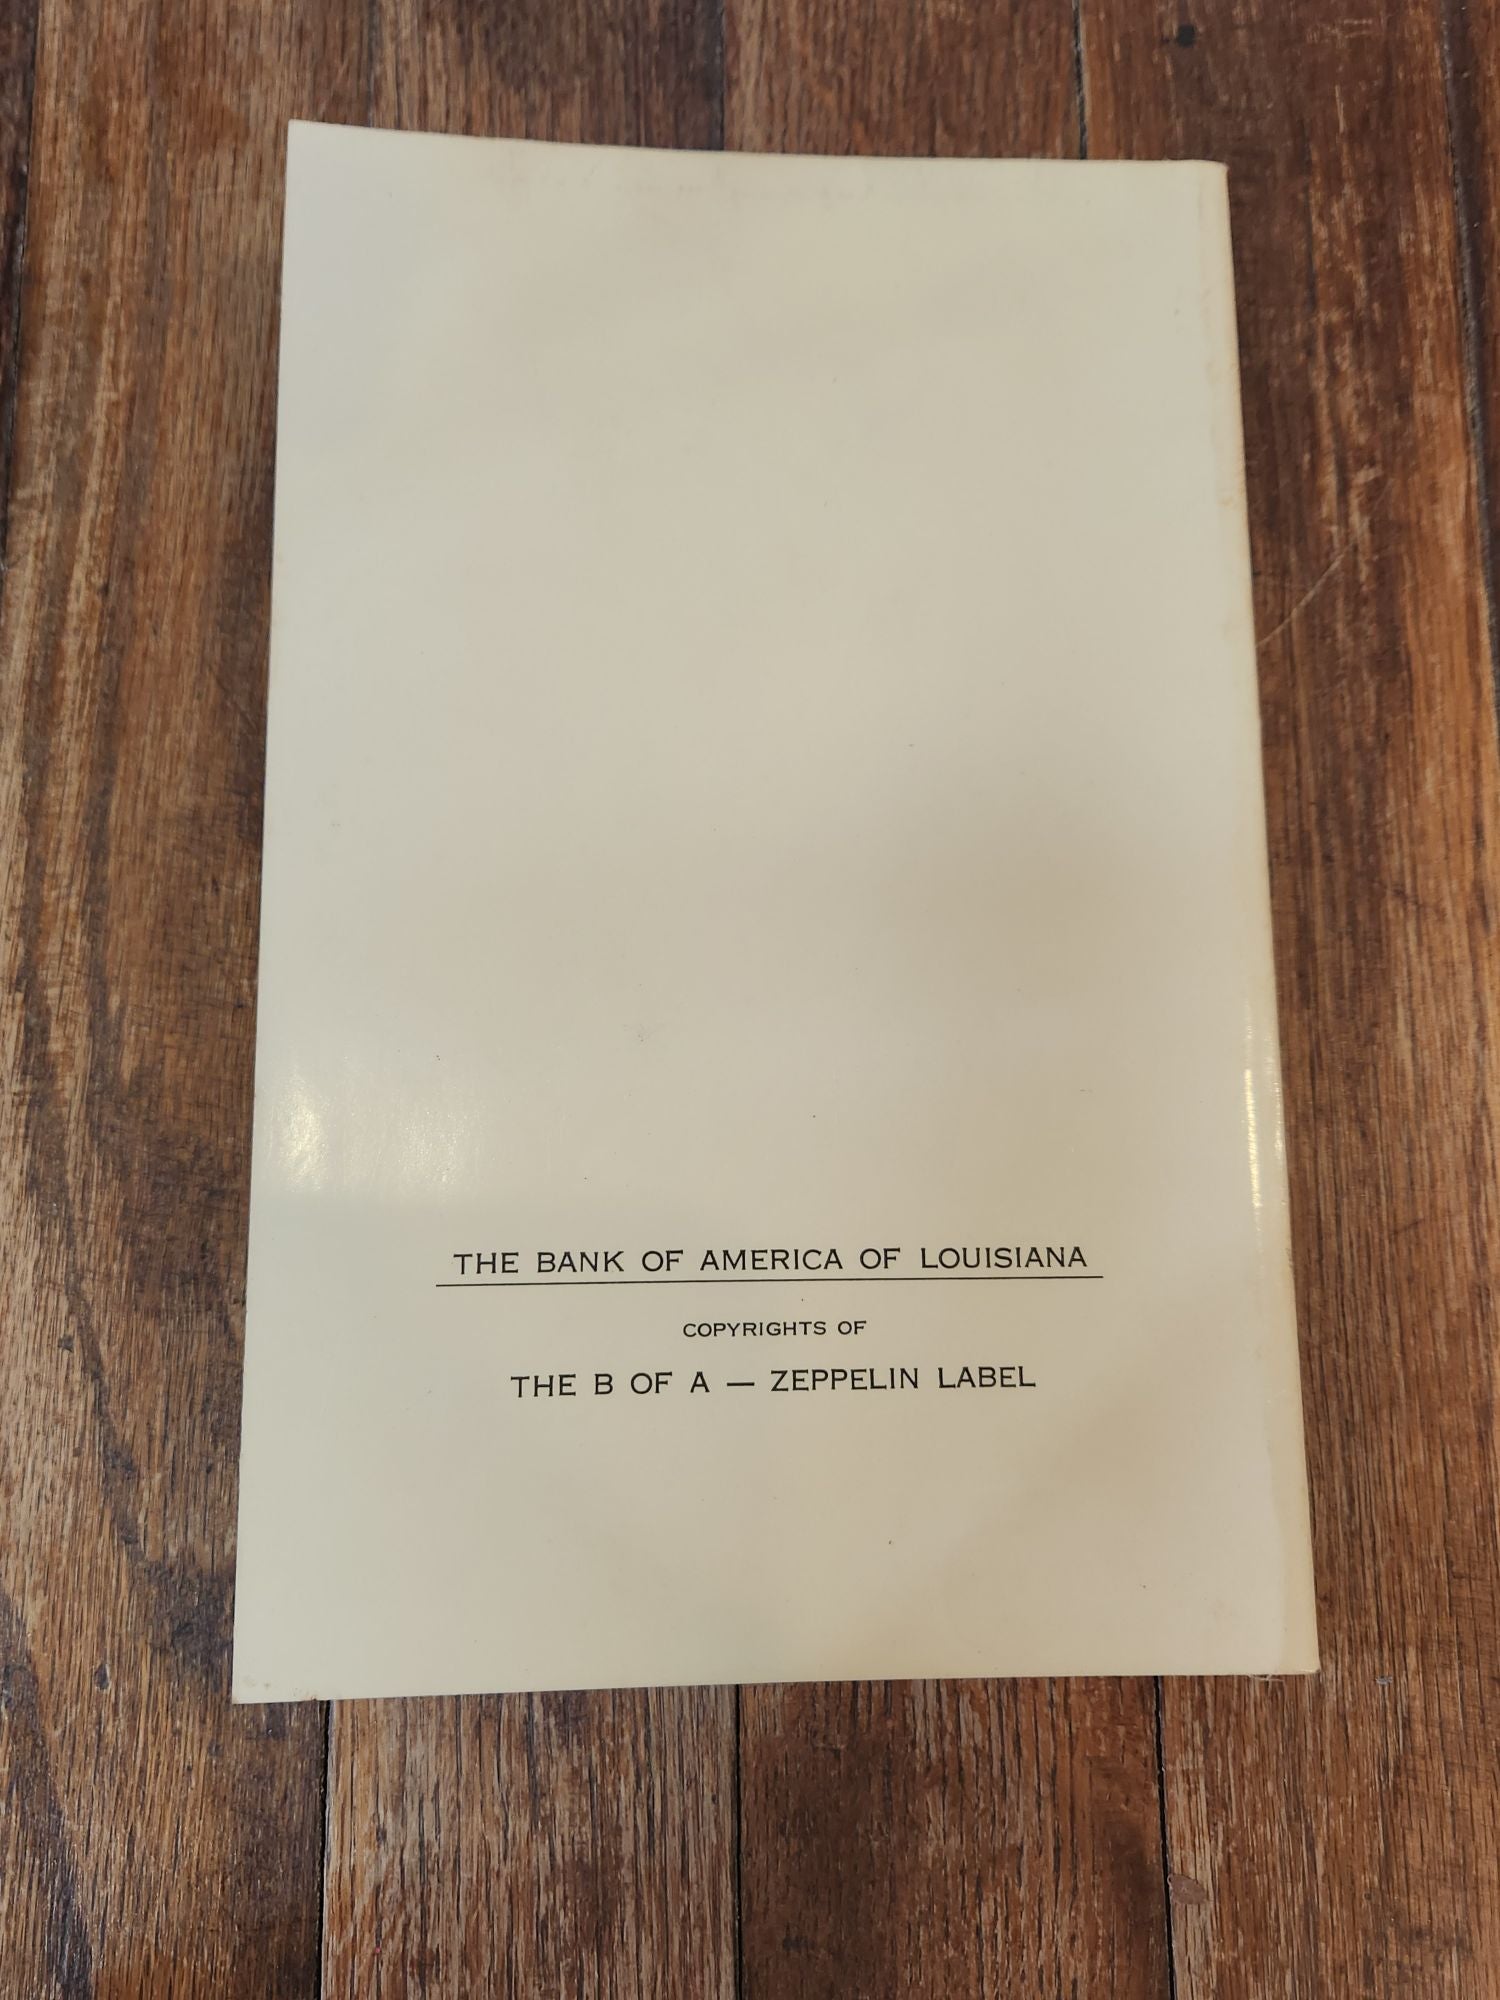 THE BANK OF AMERICA OF LOUISIANA
COPYRIGHTS OF
THE B OF A — ZEPPELIN LABEL